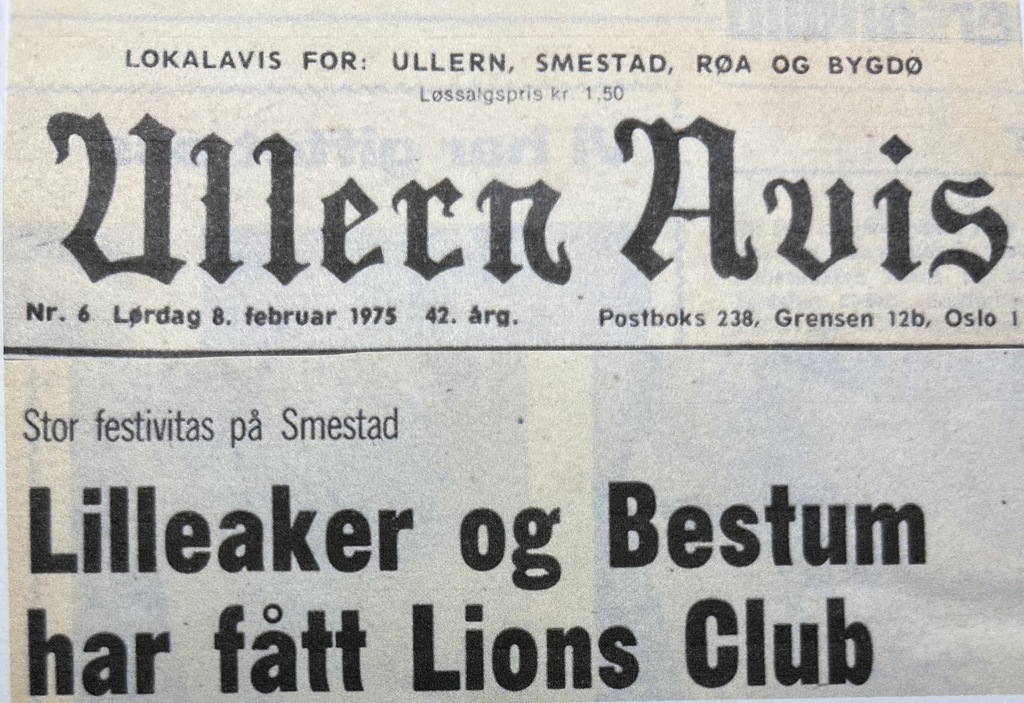 LOKALAVIS FOR: ULLERN, SMESTAD, RØA OG BYGDØ
Løssalgspris kr. 1.50
Ullern Avis
Nr. 6 Lørdag 8. februar 1975 42. årg. Postboks 238, Grensen 12b, Oslo 1
Stor festivitas på Smestad
Lilleaker og Bestum
har fått Lions Club